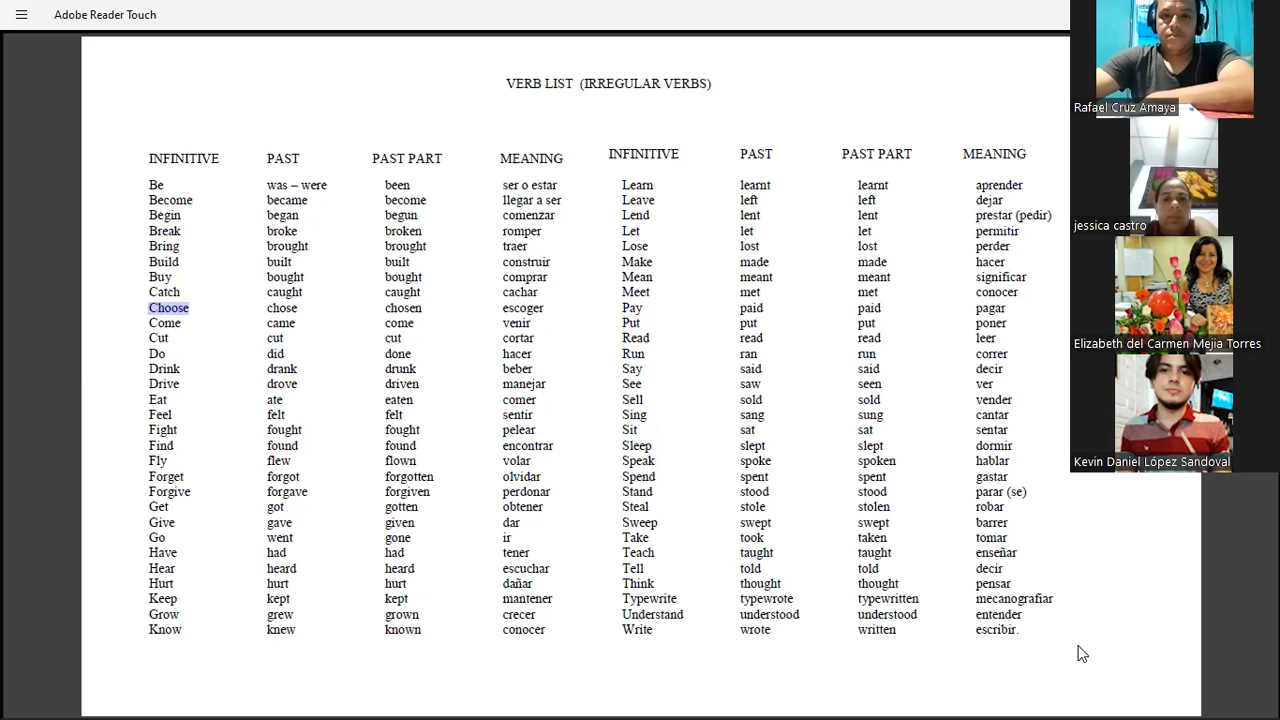 Adobe Reader Touch
VERB LIST (IRREGULAR VERBS)
INFINITIVE PAST PAST PART MEANING INFINITIVE PAST PAST PART MEANING
Be was – were been ser o estar Learn learnt learnt aprender
Become became become llegar a ser Leave left left dejar
Begin began begun comenzar Lend lent lent prestar (pedir)
Break broke broken romper Let let let permitir
Bring brought brought traer Lose lost lost perder
Build built built construir Make made made hacer
Buy bought bought comprar Mean meant meant significar
Catch caught caught cachar Meet met met conocer
Choose chose chosen escoger Pay paid paid pagar
Come came come venir Put put put poner
Cut cut cut cortar Read read read leer
Do did done hacer Run ran run correr
Drink drank drunk beber Say said said decir
Drive drove driven manejar See saw seen ver
Eat ate eaten comer Sell sold sold vender
Feel felt felt sentir Sing sang sung cantar
Fight fought fought pelear Sit sat sat sentar
Find found found encontrar Sleep slept slept dormir
Fly flew flown volar Speak spoke spoken hablar
Forget forgot forgotten olvidar Spend spent spent gastar
Forgive forgave forgiven perdonar Stand stood stood parar (se)
Get got gotten obtener Steal stole stolen robar
Give gave given dar Sweep swept swept barrer
Go went gone ir Take took taken tomar
Have had had tener Teach taught taught enseñar
Hear heard heard escuchar Tell told told decir
Hurt hurt hurt dañar Think thought thought pensar
Keep kept kept mantener Typewrite typewrote typewritten mecanografiar
Grow grew grown crecer Understand understood understood entender
Know knew known conocer Write wrote written escribir.
Rafael Cruz Amaya
jessica castro
Elizabeth del Carmen Mejía Torres
Kevin Daniel López Sandoval